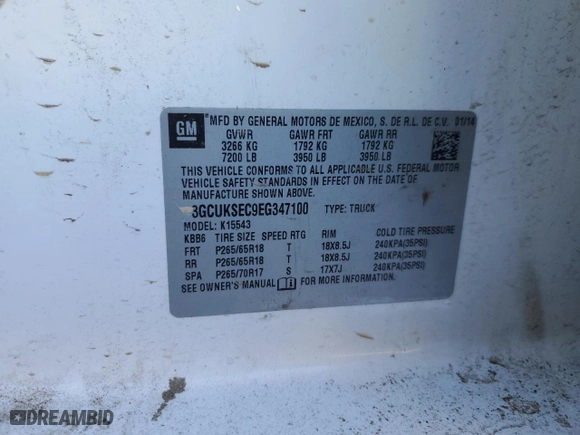 GM
MFD BY GENERAL MOTORS DE MEXICO, S. DE R.L. DE C.V. 01/14
GVWR GAWR FRT GAWR RR
3266 KG 1792 KG 1792 KG
7200 LB 3950 LB 3950 LB
THIS VEHICLE CONFORMS TO ALL APPLICABLE U.S. FEDERAL MOTOR
VEHICLE SAFETY STANDARDS IN EFFECT ON THE DATE OF
MANUFACTURE SHOWN ABOVE.
3GCUKSEC9EG347100 TYPE: TRUCK
MODEL: K15543
KBB6 TIRE SIZE SPEED RTG RIM COLD TIRE PRESSURE
FRT P265/65R18 T 18X8.5J 240KPA(35PSI)
RR P265/65R18 T 18X8.5J 240KPA(35PSI)
SPA P265/70R17 S 17X7J 240KPA(35PSI)
SEE OWNER'S MANUAL FOR MORE INFORMATION.
DREAMBID